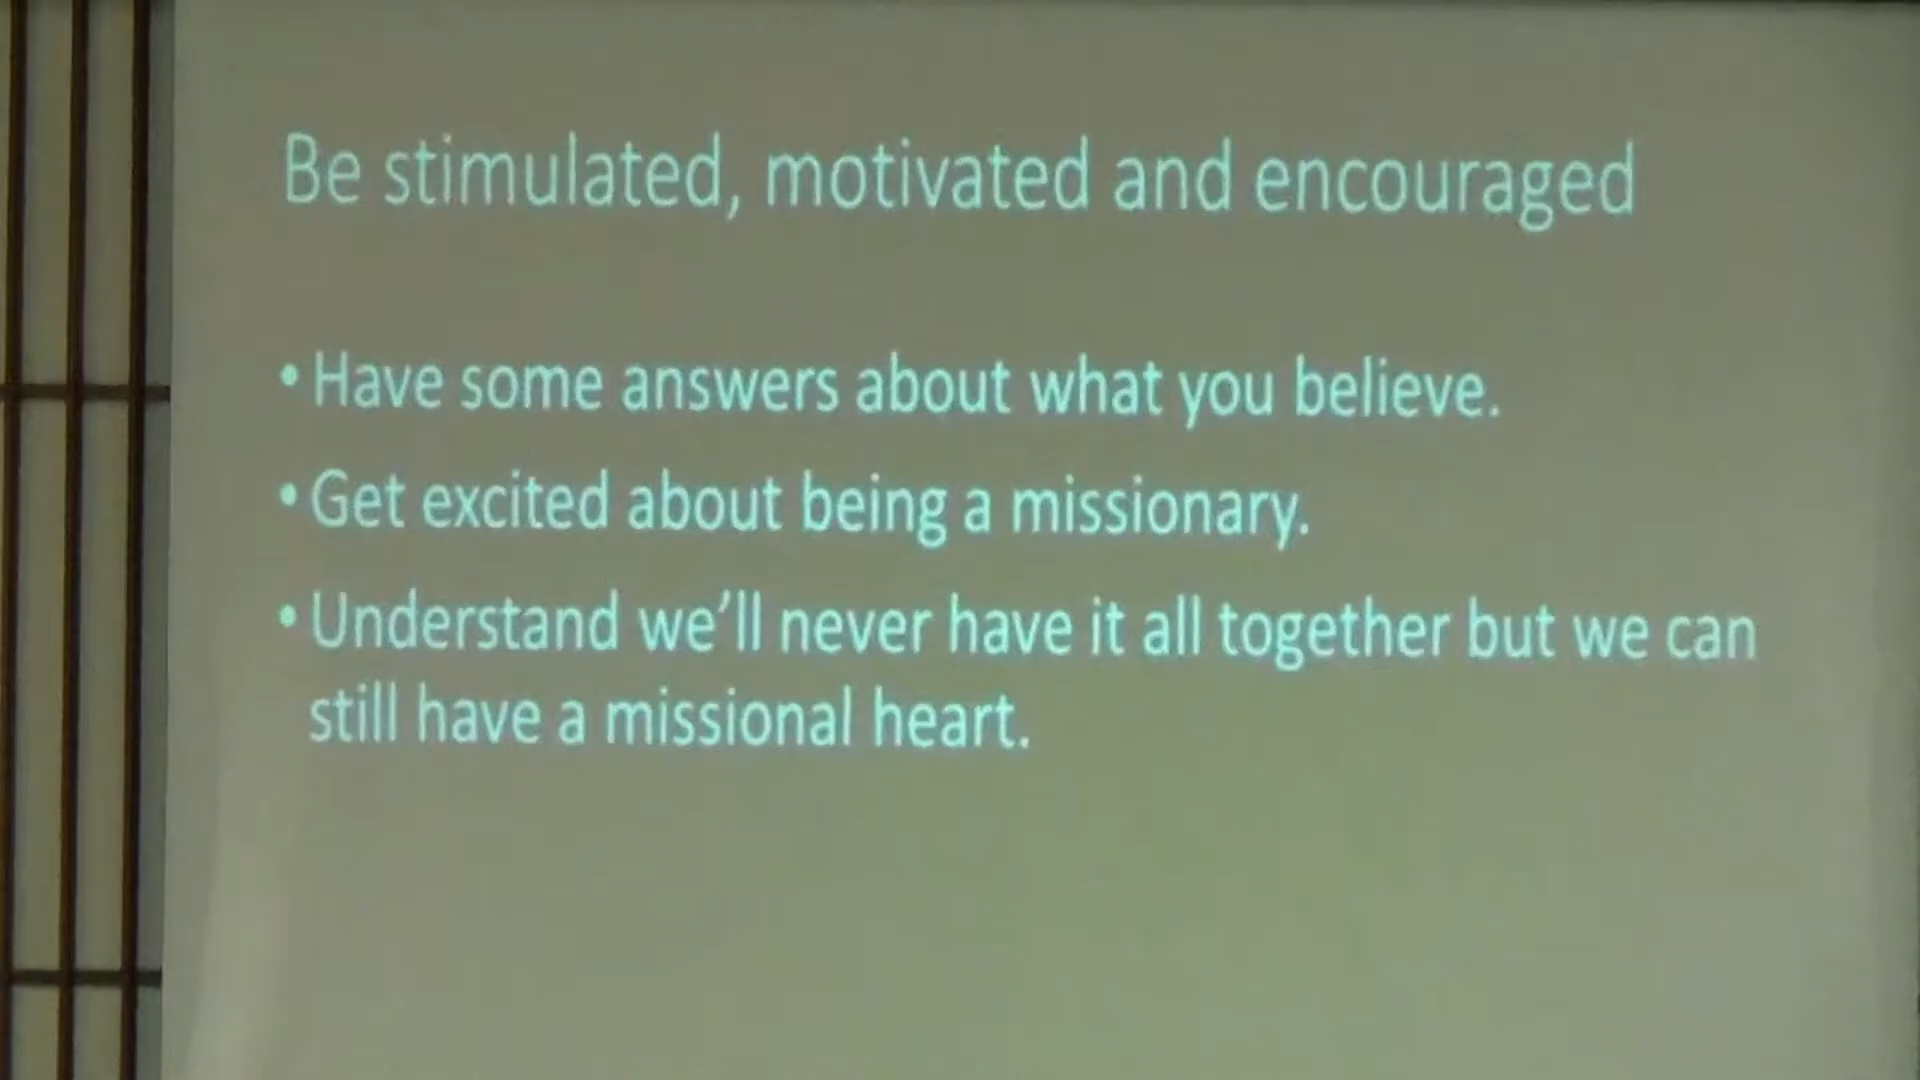 Be stimulated, motivated and encouraged
• Have some answers about what you believe.
• Get excited about being a missionary.
• Understand we'll never have it all together but we can
still have a missional heart.